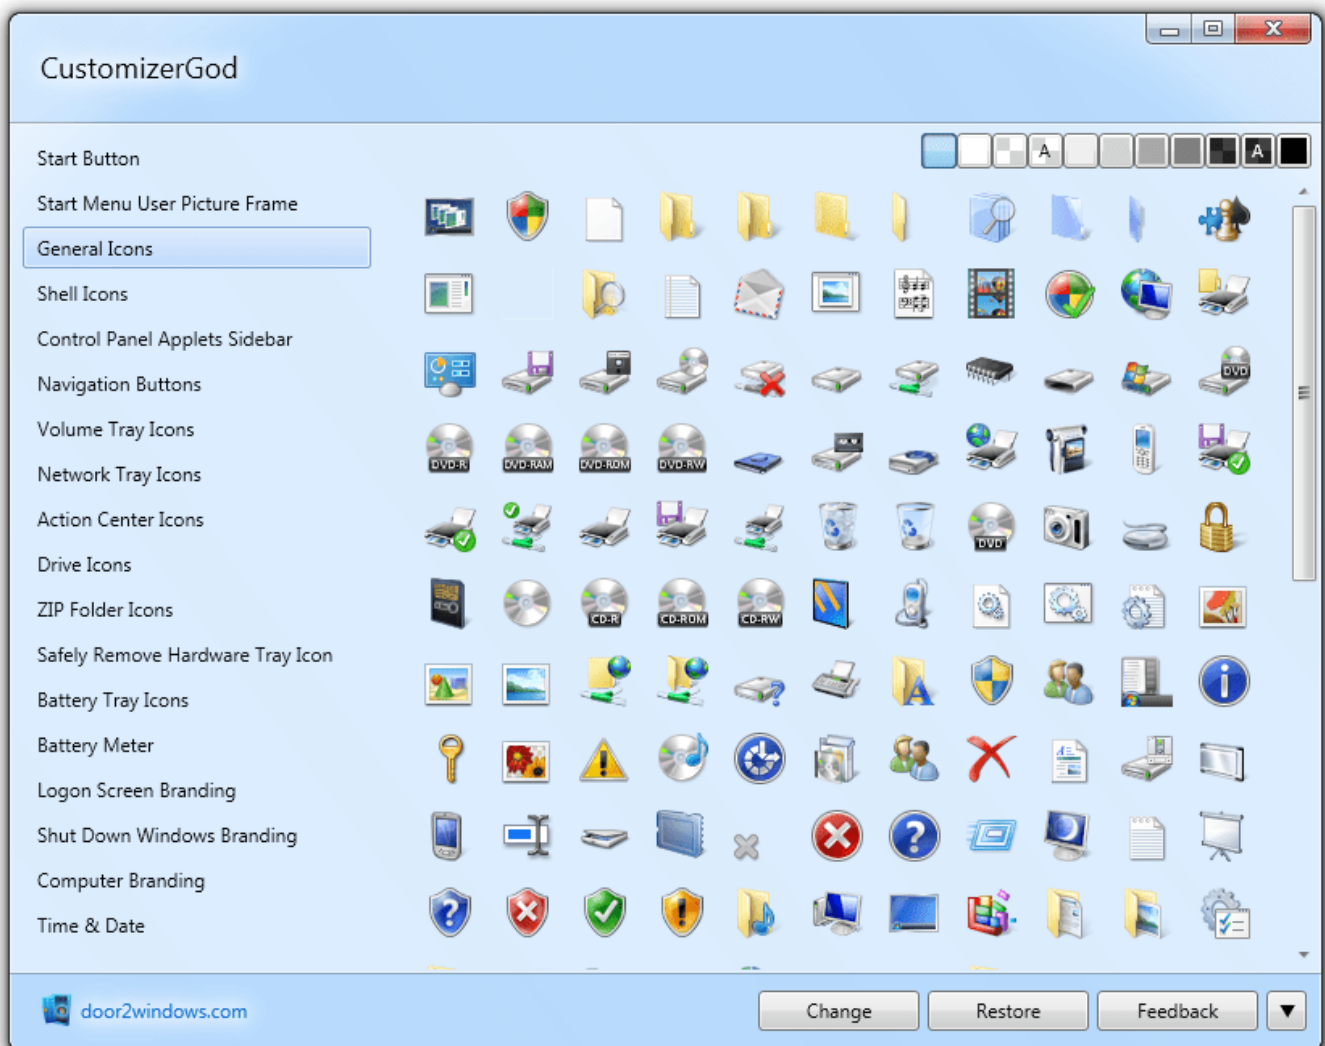 CustomizerGod
Start Button
Start Menu User Picture Frame
General Icons
Shell Icons
Control Panel Applets Sidebar
Navigation Buttons
Volume Tray Icons
Network Tray Icons
Action Center Icons
Drive Icons
ZIP Folder Icons
Safely Remove Hardware Tray Icon
Battery Tray Icons
Battery Meter
Logon Screen Branding
Shut Down Windows Branding
Computer Branding
Time & Date
A A
DVD
DVD-R DVD-RAM DVD-ROM DVD-RW
DVD
CD-R CD-ROM CD-RW
A
door2windows.com
Change Restore Feedback